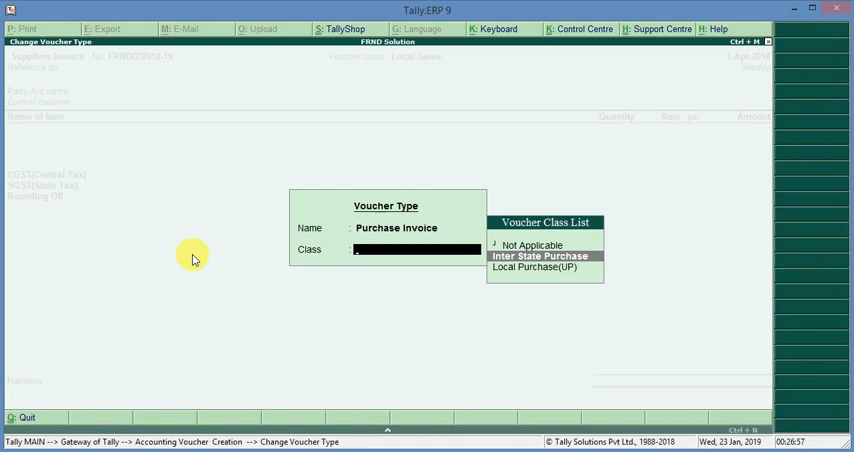 Tally.ERP 9
P: Print E: Export M: E-Mail O: Upload S: TallyShop G: Language K: Keyboard K: Control Centre H: Support Centre H: Help
Change Voucher Type FRND Solution Ctrl + M
Suppliers Invoice No. FRND/2/2018-19 Voucher class Local Sales 1-Apr-2018
Reference no. Sunday
Party A/c name
Current balance
Name of Item Quantity Rate per Amount
CGST(Central Tax)
SGST(State Tax)
Rounding Off
Voucher Type
Name : Purchase Invoice
Class :
Voucher Class List
Not Applicable
Inter State Purchase
Local Purchase(UP)
Narration
Q: Quit
Ctrl + N
Tally MAIN --> Gateway of Tally --> Accounting Voucher Creation --> Change Voucher Type © Tally Solutions Pvt Ltd., 1988-2018 Wed, 23 Jan, 2019 00:26:57